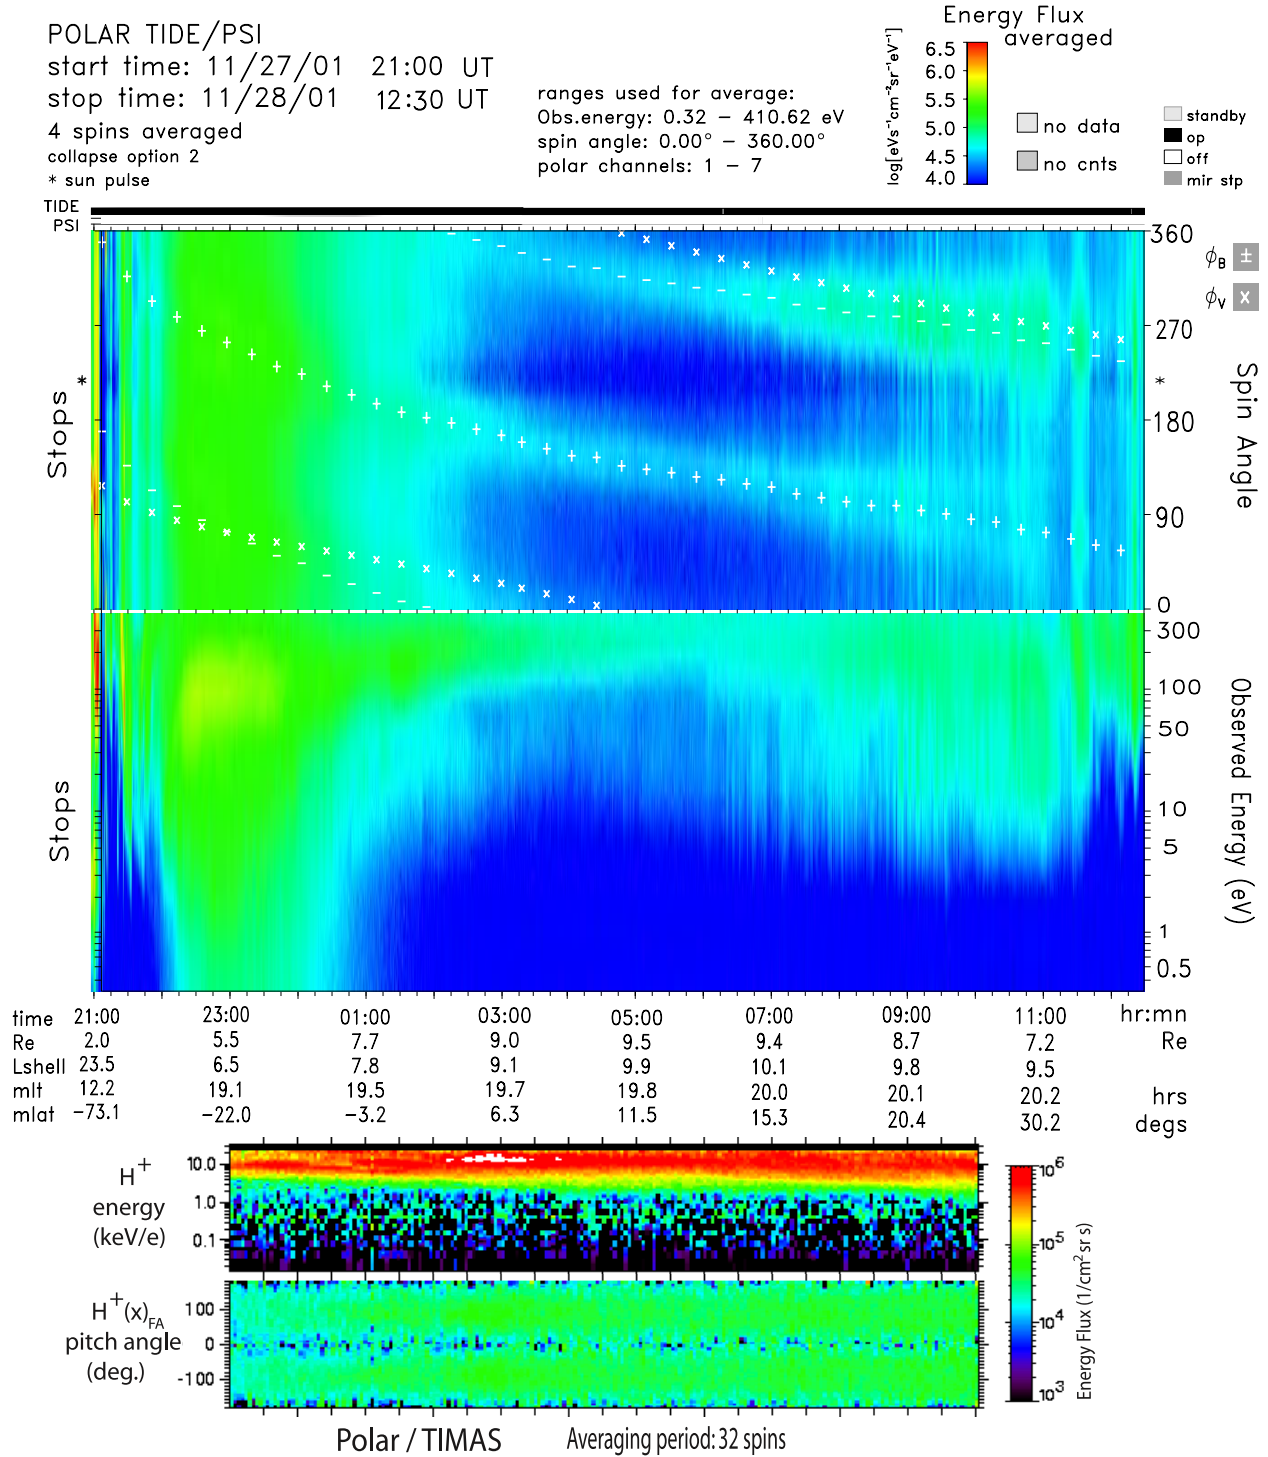 POLAR TIDE/PSI
start time: 11/27/01 21:00 UT
stop time: 11/28/01 12:30 UT
4 spins averaged
collapse option 2
* sun pulse
ranges used for average:
Obs.energy: 0.32 – 410.62 eV
spin angle: 0.00° – 360.00°
polar channels: 1 – 7
Energy Flux
averaged
log[eVs⁻¹cm⁻²sr⁻¹eV⁻¹]
6.5
6.0
5.5
5.0
4.5
4.0
no data
no cnts
standby
op
off
mir stp
TIDE
PSI
Stops
*
360
270
*
180
90
0
Spin Angle
ϕB ±
ϕV x
Stops
300
100
50
10
5
1
0.5
Observed Energy (eV)
time 21:00 23:00 01:00 03:00 05:00 07:00 09:00 11:00 hr:mn
Re 2.0 5.5 7.7 9.0 9.5 9.4 8.7 7.2 Re
Lshell 23.5 6.5 7.8 9.1 9.9 10.1 9.8 9.5
mlt 12.2 19.1 19.5 19.7 19.8 20.0 20.1 20.2 hrs
mlat −73.1 −22.0 −3.2 6.3 11.5 15.3 20.4 30.2 degs
H⁺
energy
(keV/e)
10.0
1.0
0.1
H⁺(x)FA
pitch angle
(deg.)
100
0
-100
10⁶
10⁵
10⁴
10³
Energy Flux (1/cm² sr s)
Polar / TIMAS Averaging period: 32 spins